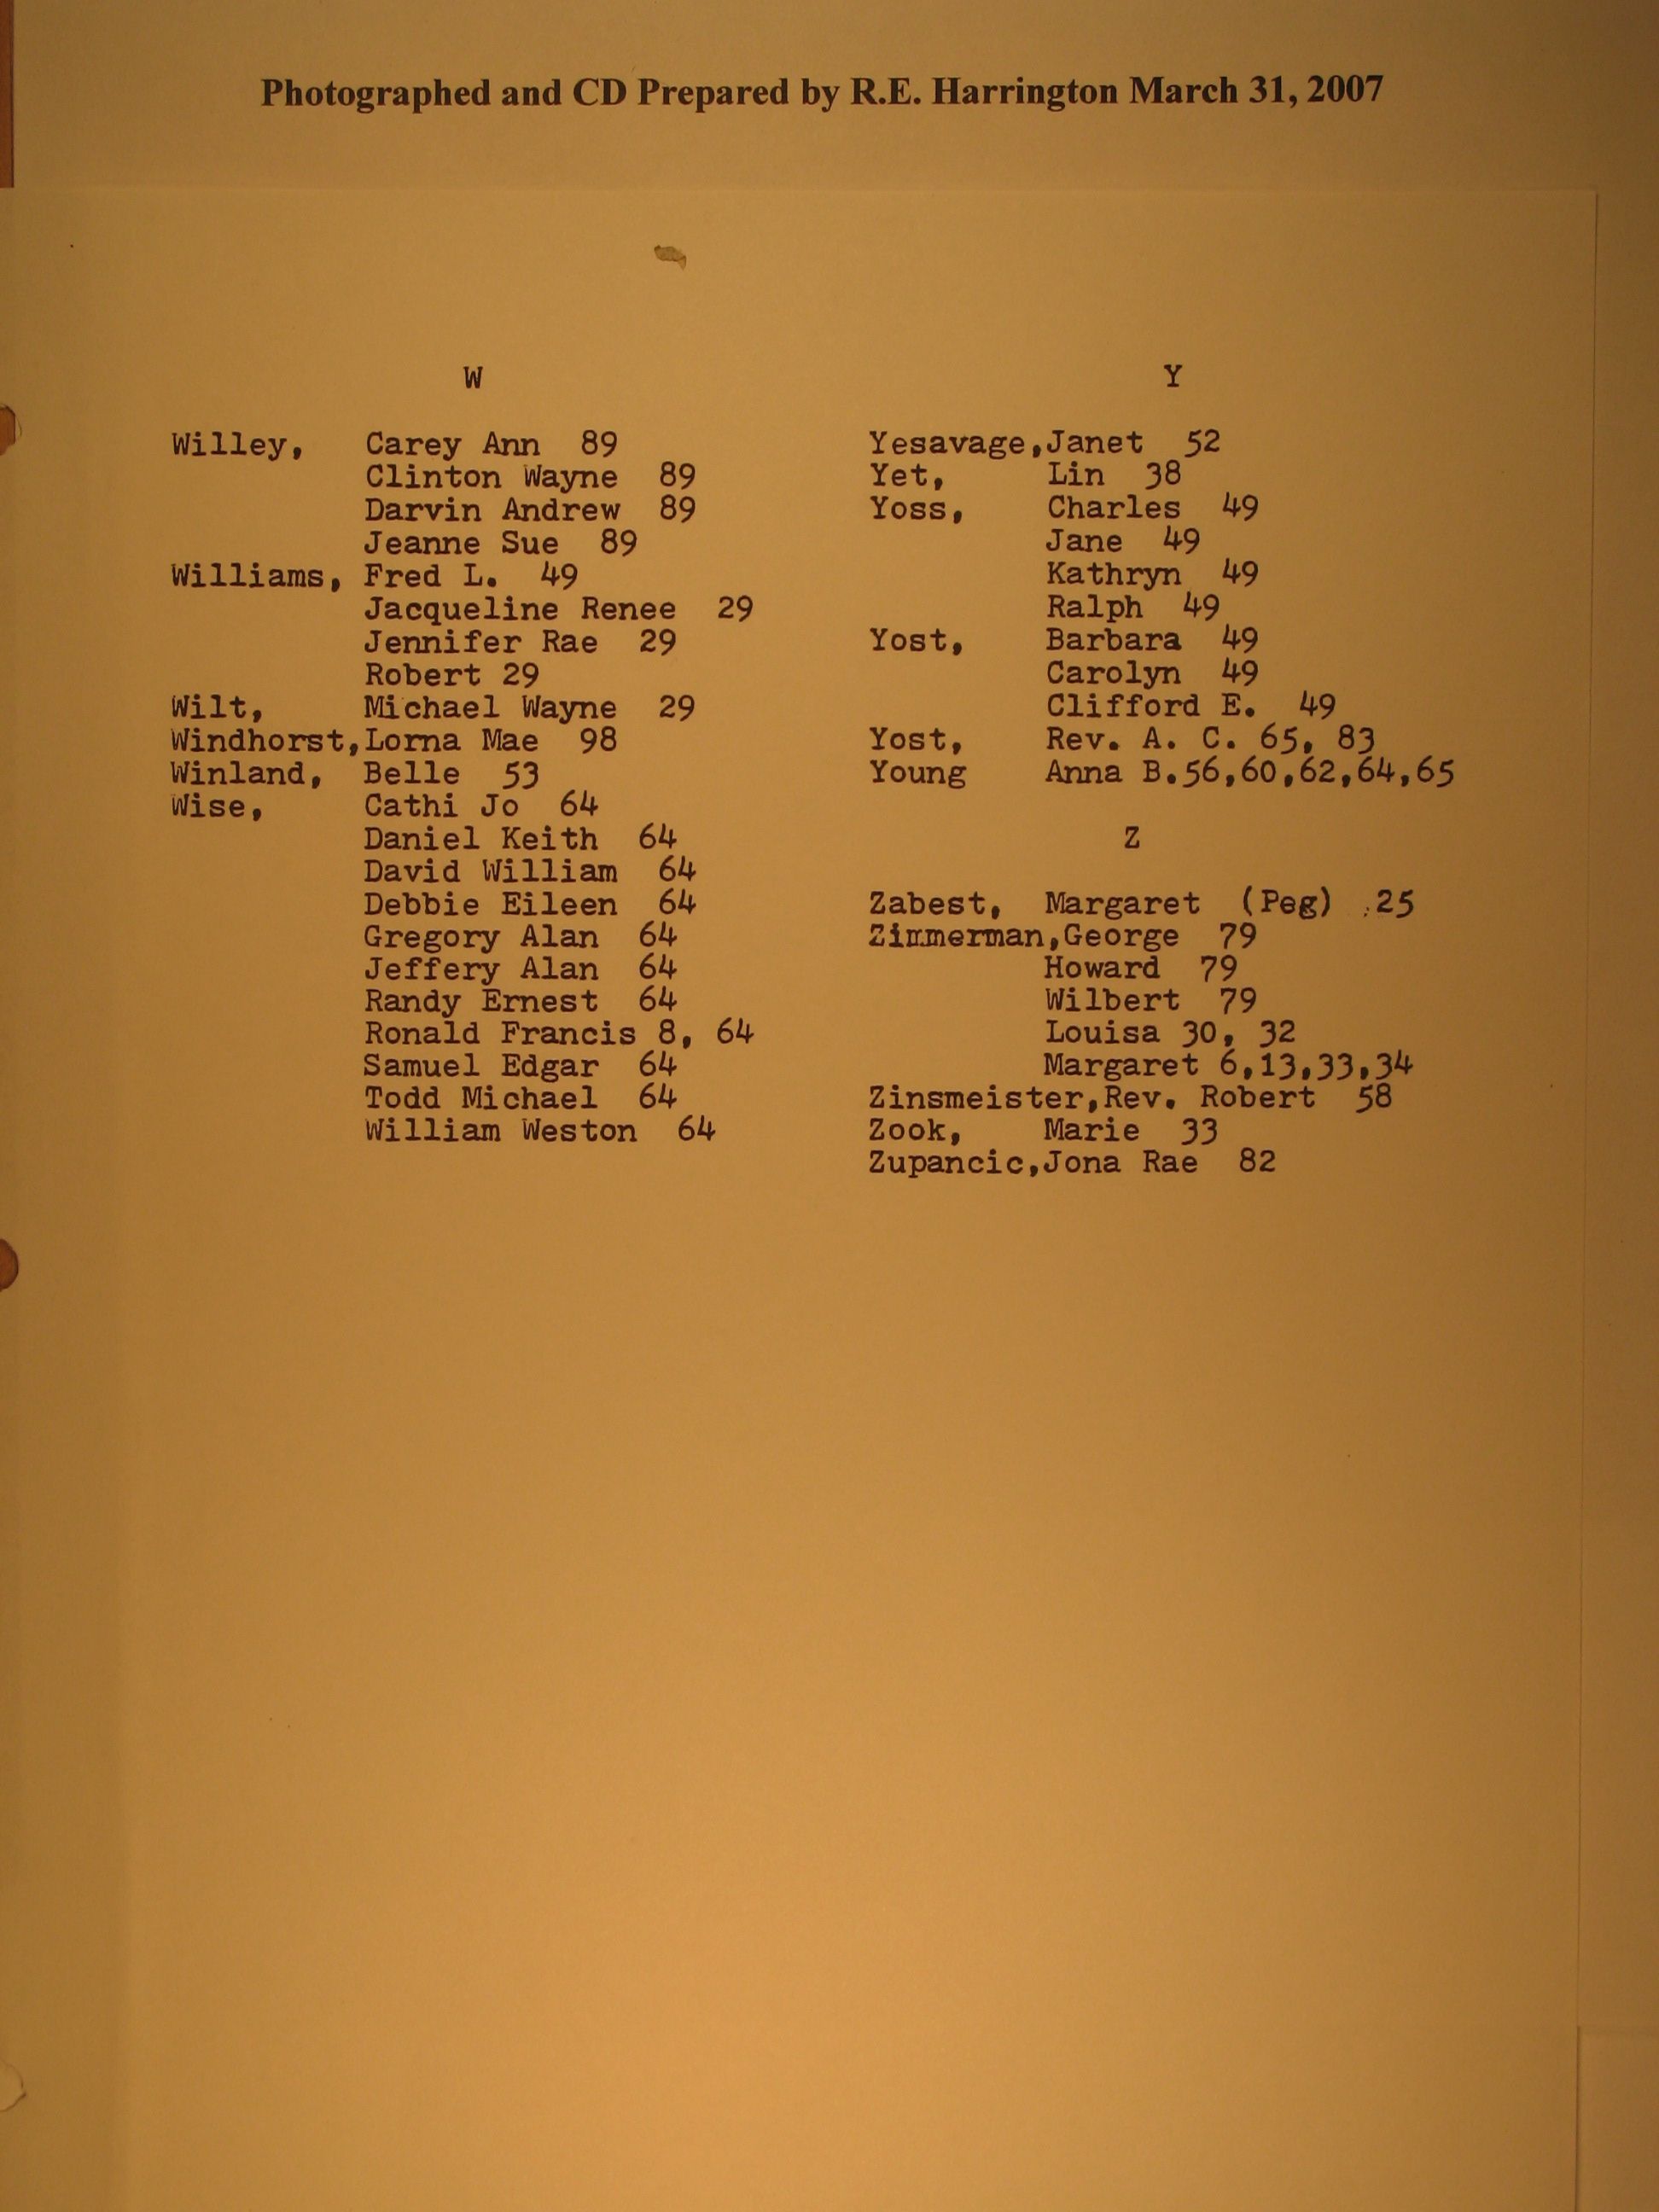 Photographed and CD Prepared by R.E. Harrington March 31, 2007
W
Willey, Carey Ann 89
Clinton Wayne 89
Darvin Andrew 89
Jeanne Sue 89
Williams, Fred L. 49
Jacqueline Renee 29
Jennifer Rae 29
Robert 29
Wilt, Michael Wayne 29
Windhorst,Lorna Mae 98
Winland, Belle 53
Wise, Cathi Jo 64
Daniel Keith 64
David William 64
Debbie Eileen 64
Gregory Alan 64
Jeffery Alan 64
Randy Ernest 64
Ronald Francis 8, 64
Samuel Edgar 64
Todd Michael 64
William Weston 64
Y
Yesavage,Janet 52
Yet, Lin 38
Yoss, Charles 49
Jane 49
Kathryn 49
Ralph 49
Yost, Barbara 49
Carolyn 49
Clifford E. 49
Yost, Rev. A. C. 65, 83
Young Anna B.56,60,62,64,65
Z
Zabest, Margaret (Peg) 25
Zimmerman,George 79
Howard 79
Wilbert 79
Louisa 30, 32
Margaret 6,13,33,34
Zinsmeister,Rev. Robert 58
Zook, Marie 33
Zupancic,Jona Rae 82